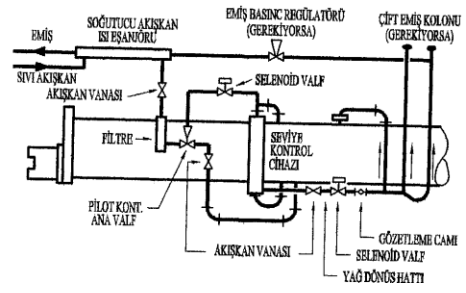 SOĞUTUCU AKIŞKAN
ISI EŞANJÖRÜ
EMİŞ BASINC REGÜLATÖRÜ
(GEREKİYORSA)
ÇİFT EMİŞ KOLONU
(GEREKİYORSA)
EMİŞ
SIVI AKIŞKAN
AKIŞKAN VANASI
SELENOİD VALF
FİLTRE
SEVİYE
KONTROL
CİHAZI
PİLOT KONT.
ANA VALF
AKIŞKAN VANASI
GÖZETLEME CAMI
SELENOİD VALF
YAĞ DÖNÜS HATTI